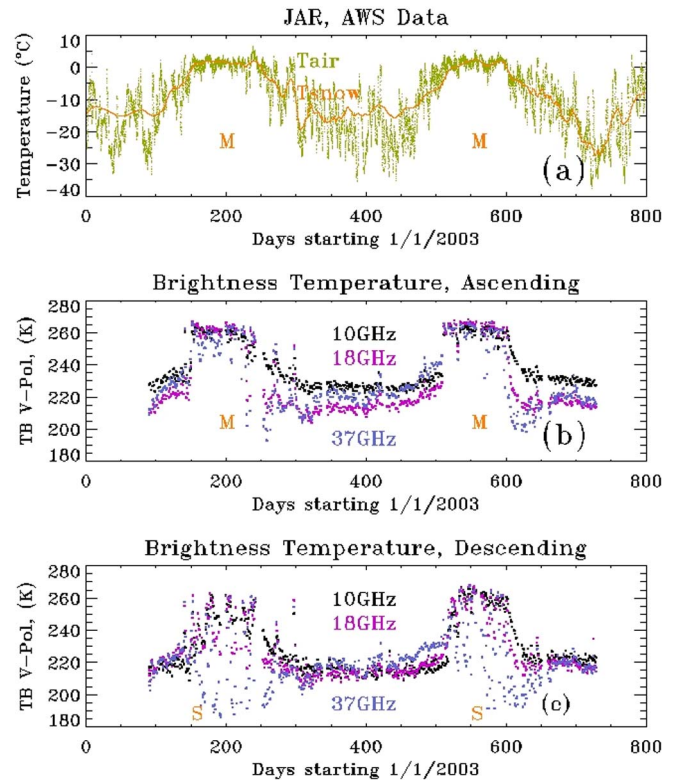 JAR, AWS Data
Temperature (°C)
10
0
-10
-20
-30
-40
Tair
Tsnow
M
M
(a)
0
200
400
600
800
Days starting 1/1/2003
Brightness Temperature, Ascending
TB V-Pol, (K)
280
260
240
220
200
180
10GHz
18GHz
37GHz
M
M
(b)
0
200
400
600
800
Days starting 1/1/2003
Brightness Temperature, Descending
TB V-Pol, (K)
280
260
240
220
200
180
10GHz
18GHz
37GHz
S
S
(c)
0
200
400
600
800
Days starting 1/1/2003